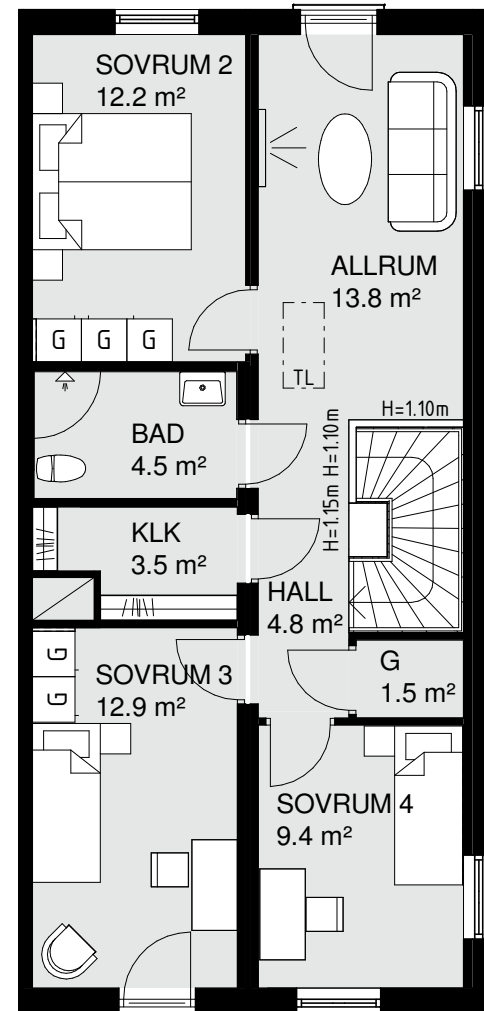 SOVRUM 2
12.2 m²
ALLRUM
13.8 m²
G G G
TL
H=1.10m
BAD
4.5 m²
H=1.15m H=1.10m
KLK
3.5 m²
HALL
4.8 m²
G
G
SOVRUM 3
12.9 m²
G
1.5 m²
SOVRUM 4
9.4 m²